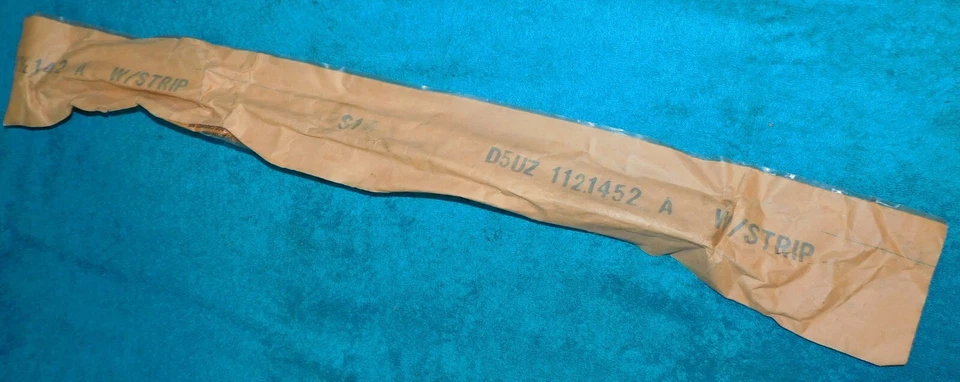 A W/STRIP
D5UZ 1121452 A W/STRIP